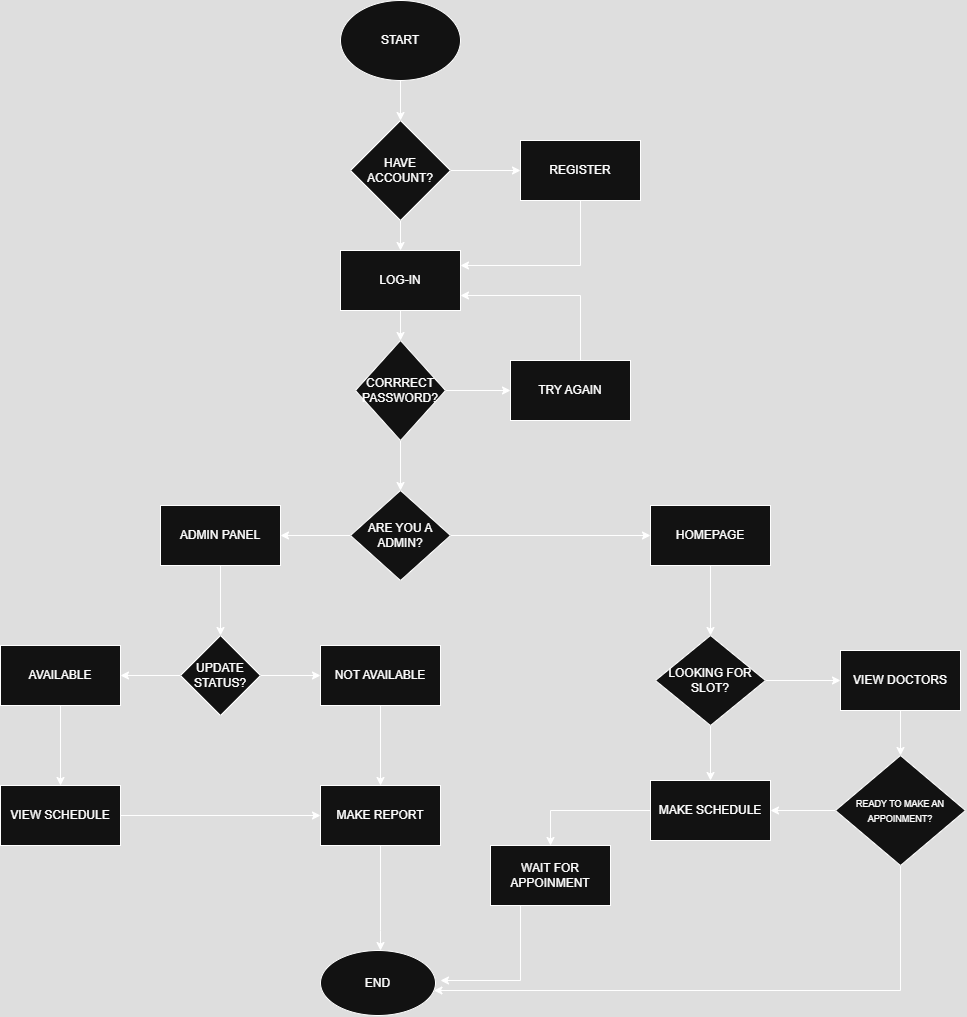 START
HAVE
ACCOUNT?
REGISTER
LOG-IN
CORRRECT
PASSWORD?
TRY AGAIN
ARE YOU A
ADMIN?
ADMIN PANEL
HOMEPAGE
UPDATE
STATUS?
AVAILABLE
NOT AVAILABLE
LOOKING FOR
SLOT?
VIEW DOCTORS
VIEW SCHEDULE
MAKE REPORT
MAKE SCHEDULE
READY TO MAKE AN
APPOINMENT?
WAIT FOR
APPOINMENT
END